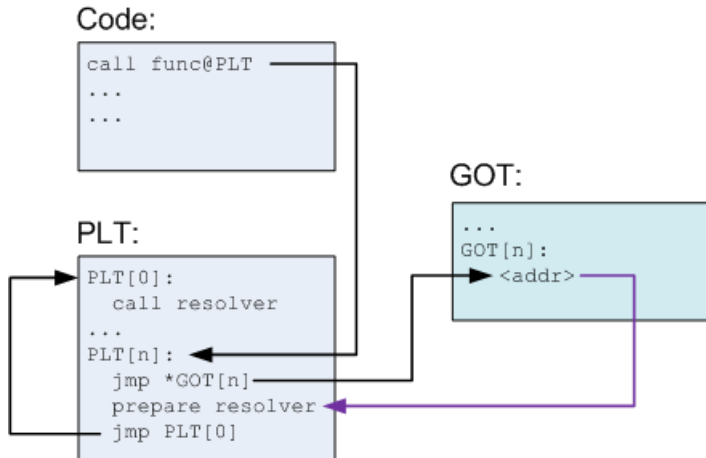 Code:
call func@PLT
...
...
GOT:
...
GOT[n]:
<addr>
PLT:
PLT[0]:
call resolver
...
PLT[n]:
jmp *GOT[n]
prepare resolver
jmp PLT[0]